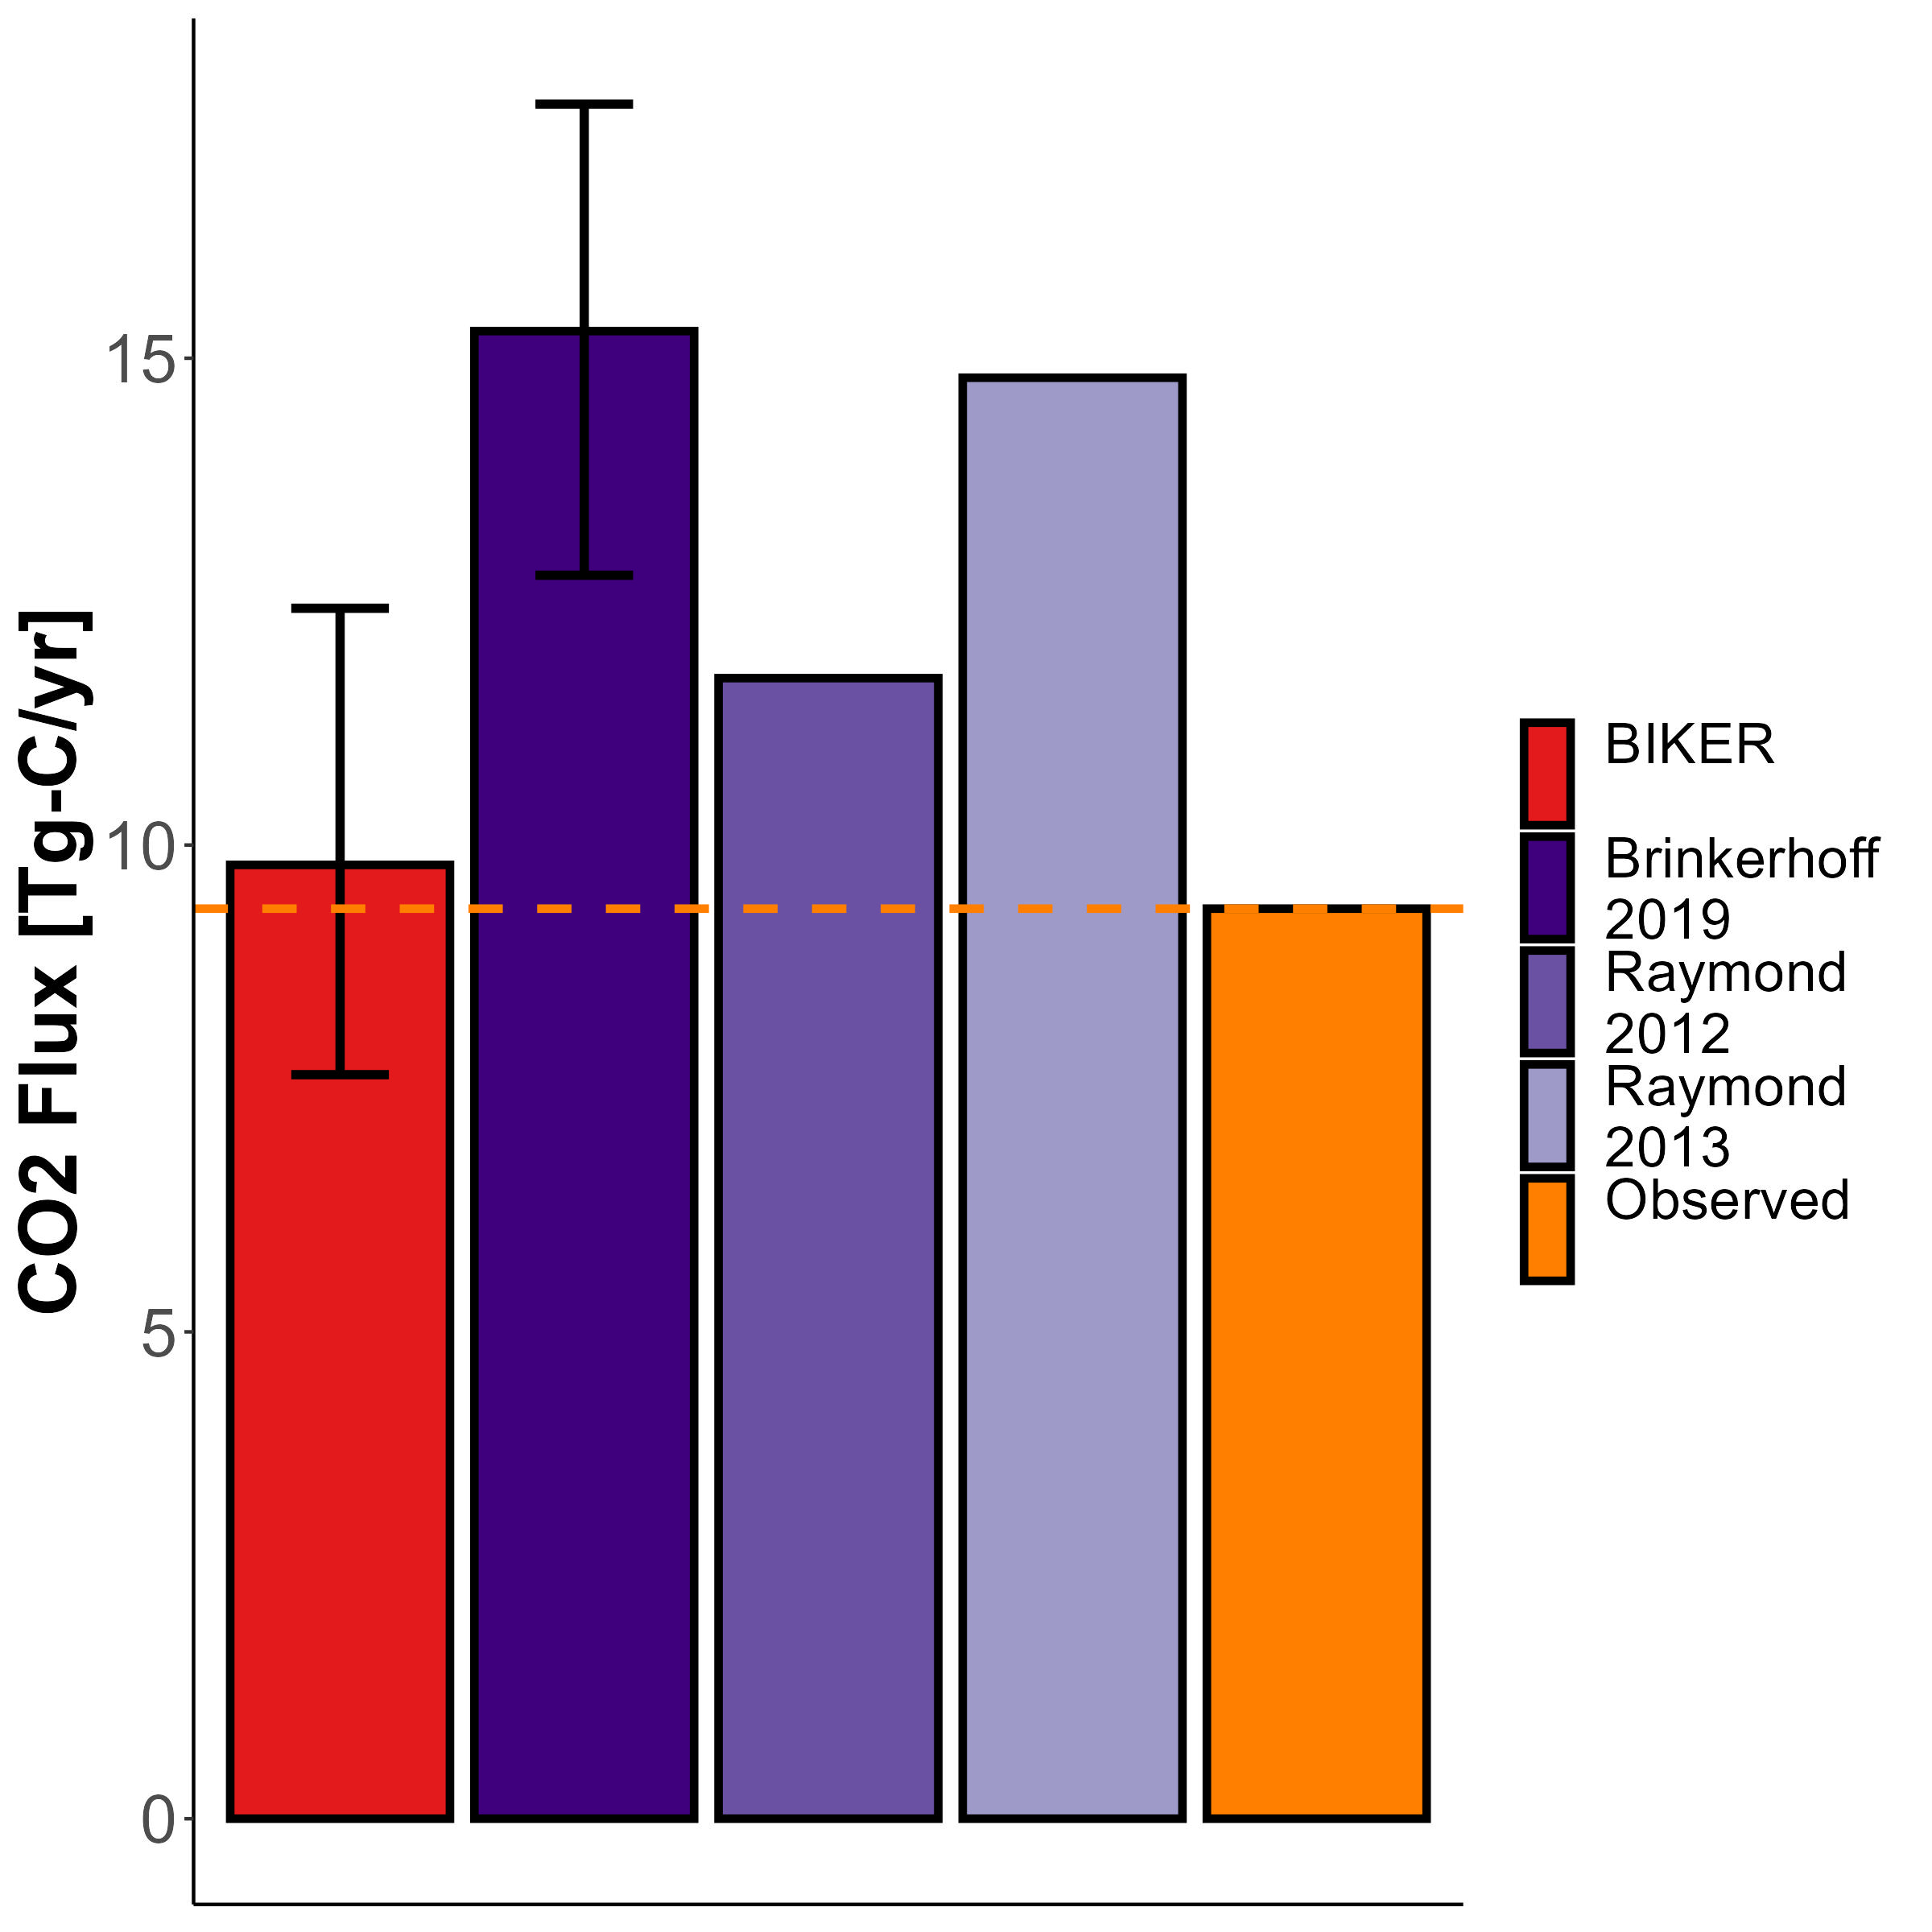 CO2 Flux [Tg-C/yr]
15
10
5
0
BIKER
Brinkerhoff
2019
Raymond
2012
Raymond
2013
Observed